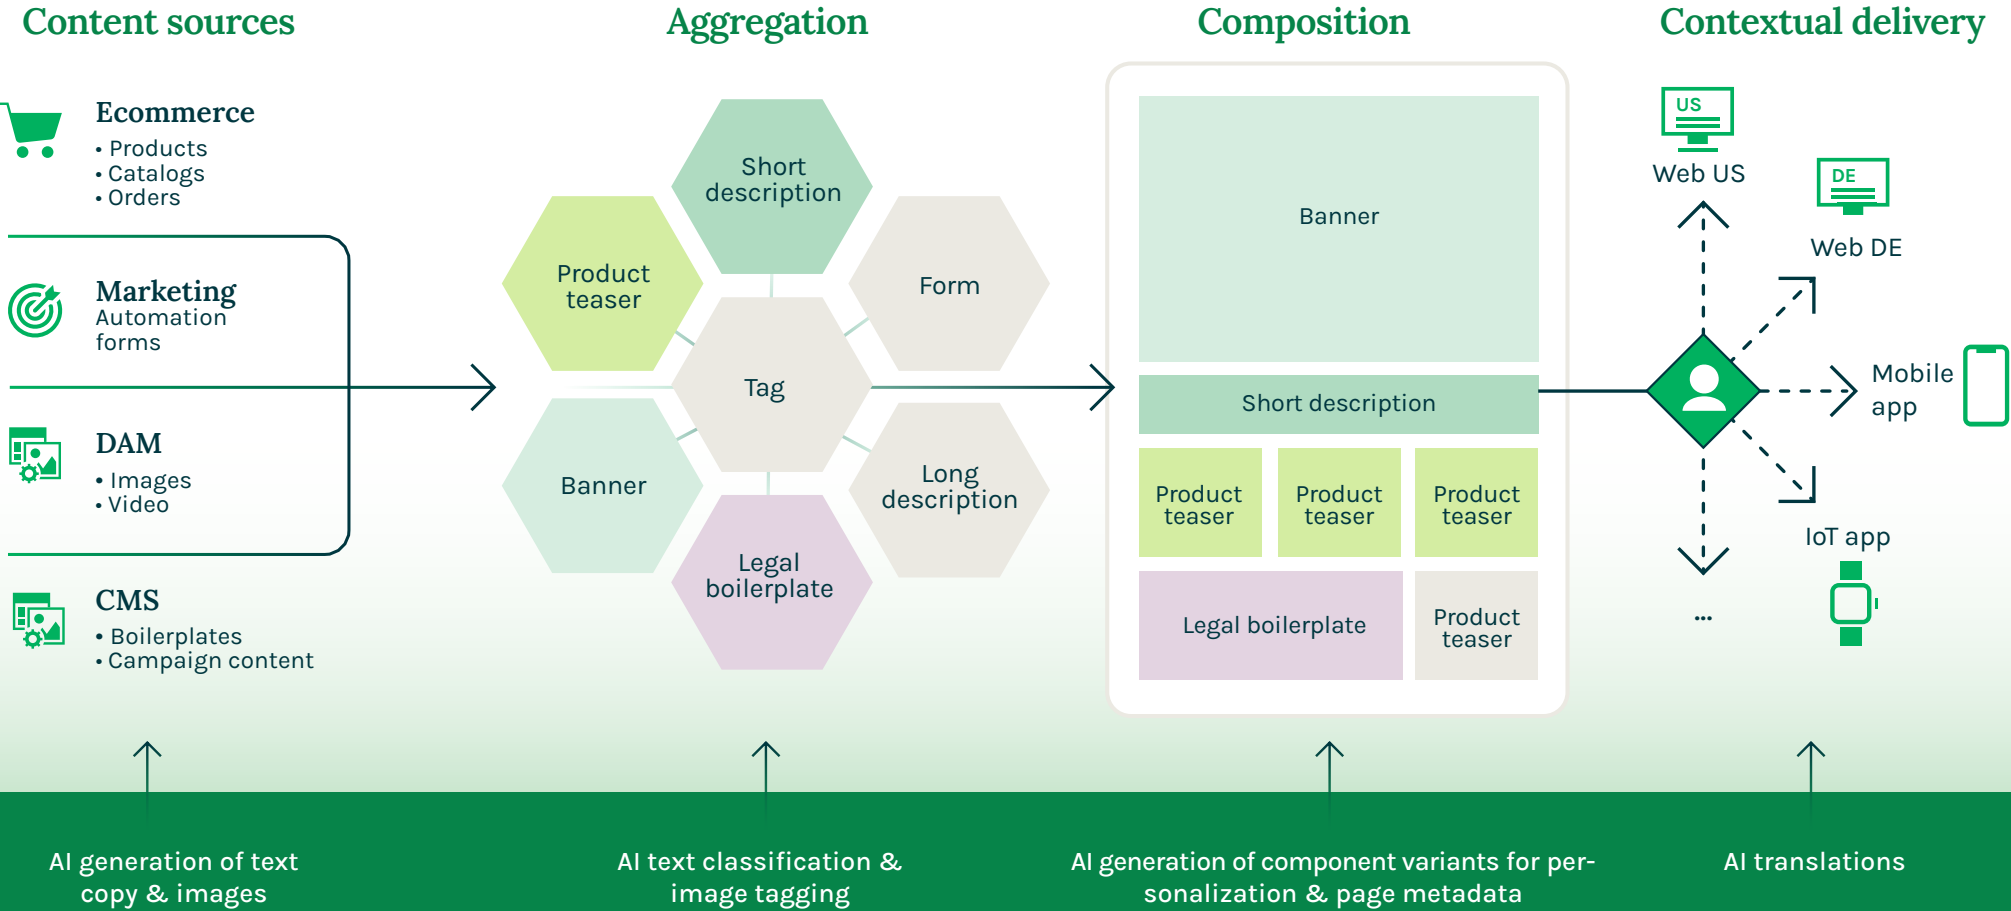 Content sources
Aggregation
Composition
Contextual delivery
Ecommerce
• Products
• Catalogs
• Orders
Marketing
Automation
forms
DAM
• Images
• Video
CMS
• Boilerplates
• Campaign content
Short
description
Product
teaser
Form
Tag
Banner
Long
description
Legal
boilerplate
Banner
Short description
Product
teaser
Product
teaser
Product
teaser
Legal boilerplate
Product
teaser
US
Web US
DE
Web DE
Mobile
app
IoT app
...
AI generation of text
copy & images
AI text classification &
image tagging
AI generation of component variants for per-
sonalization & page metadata
AI translations